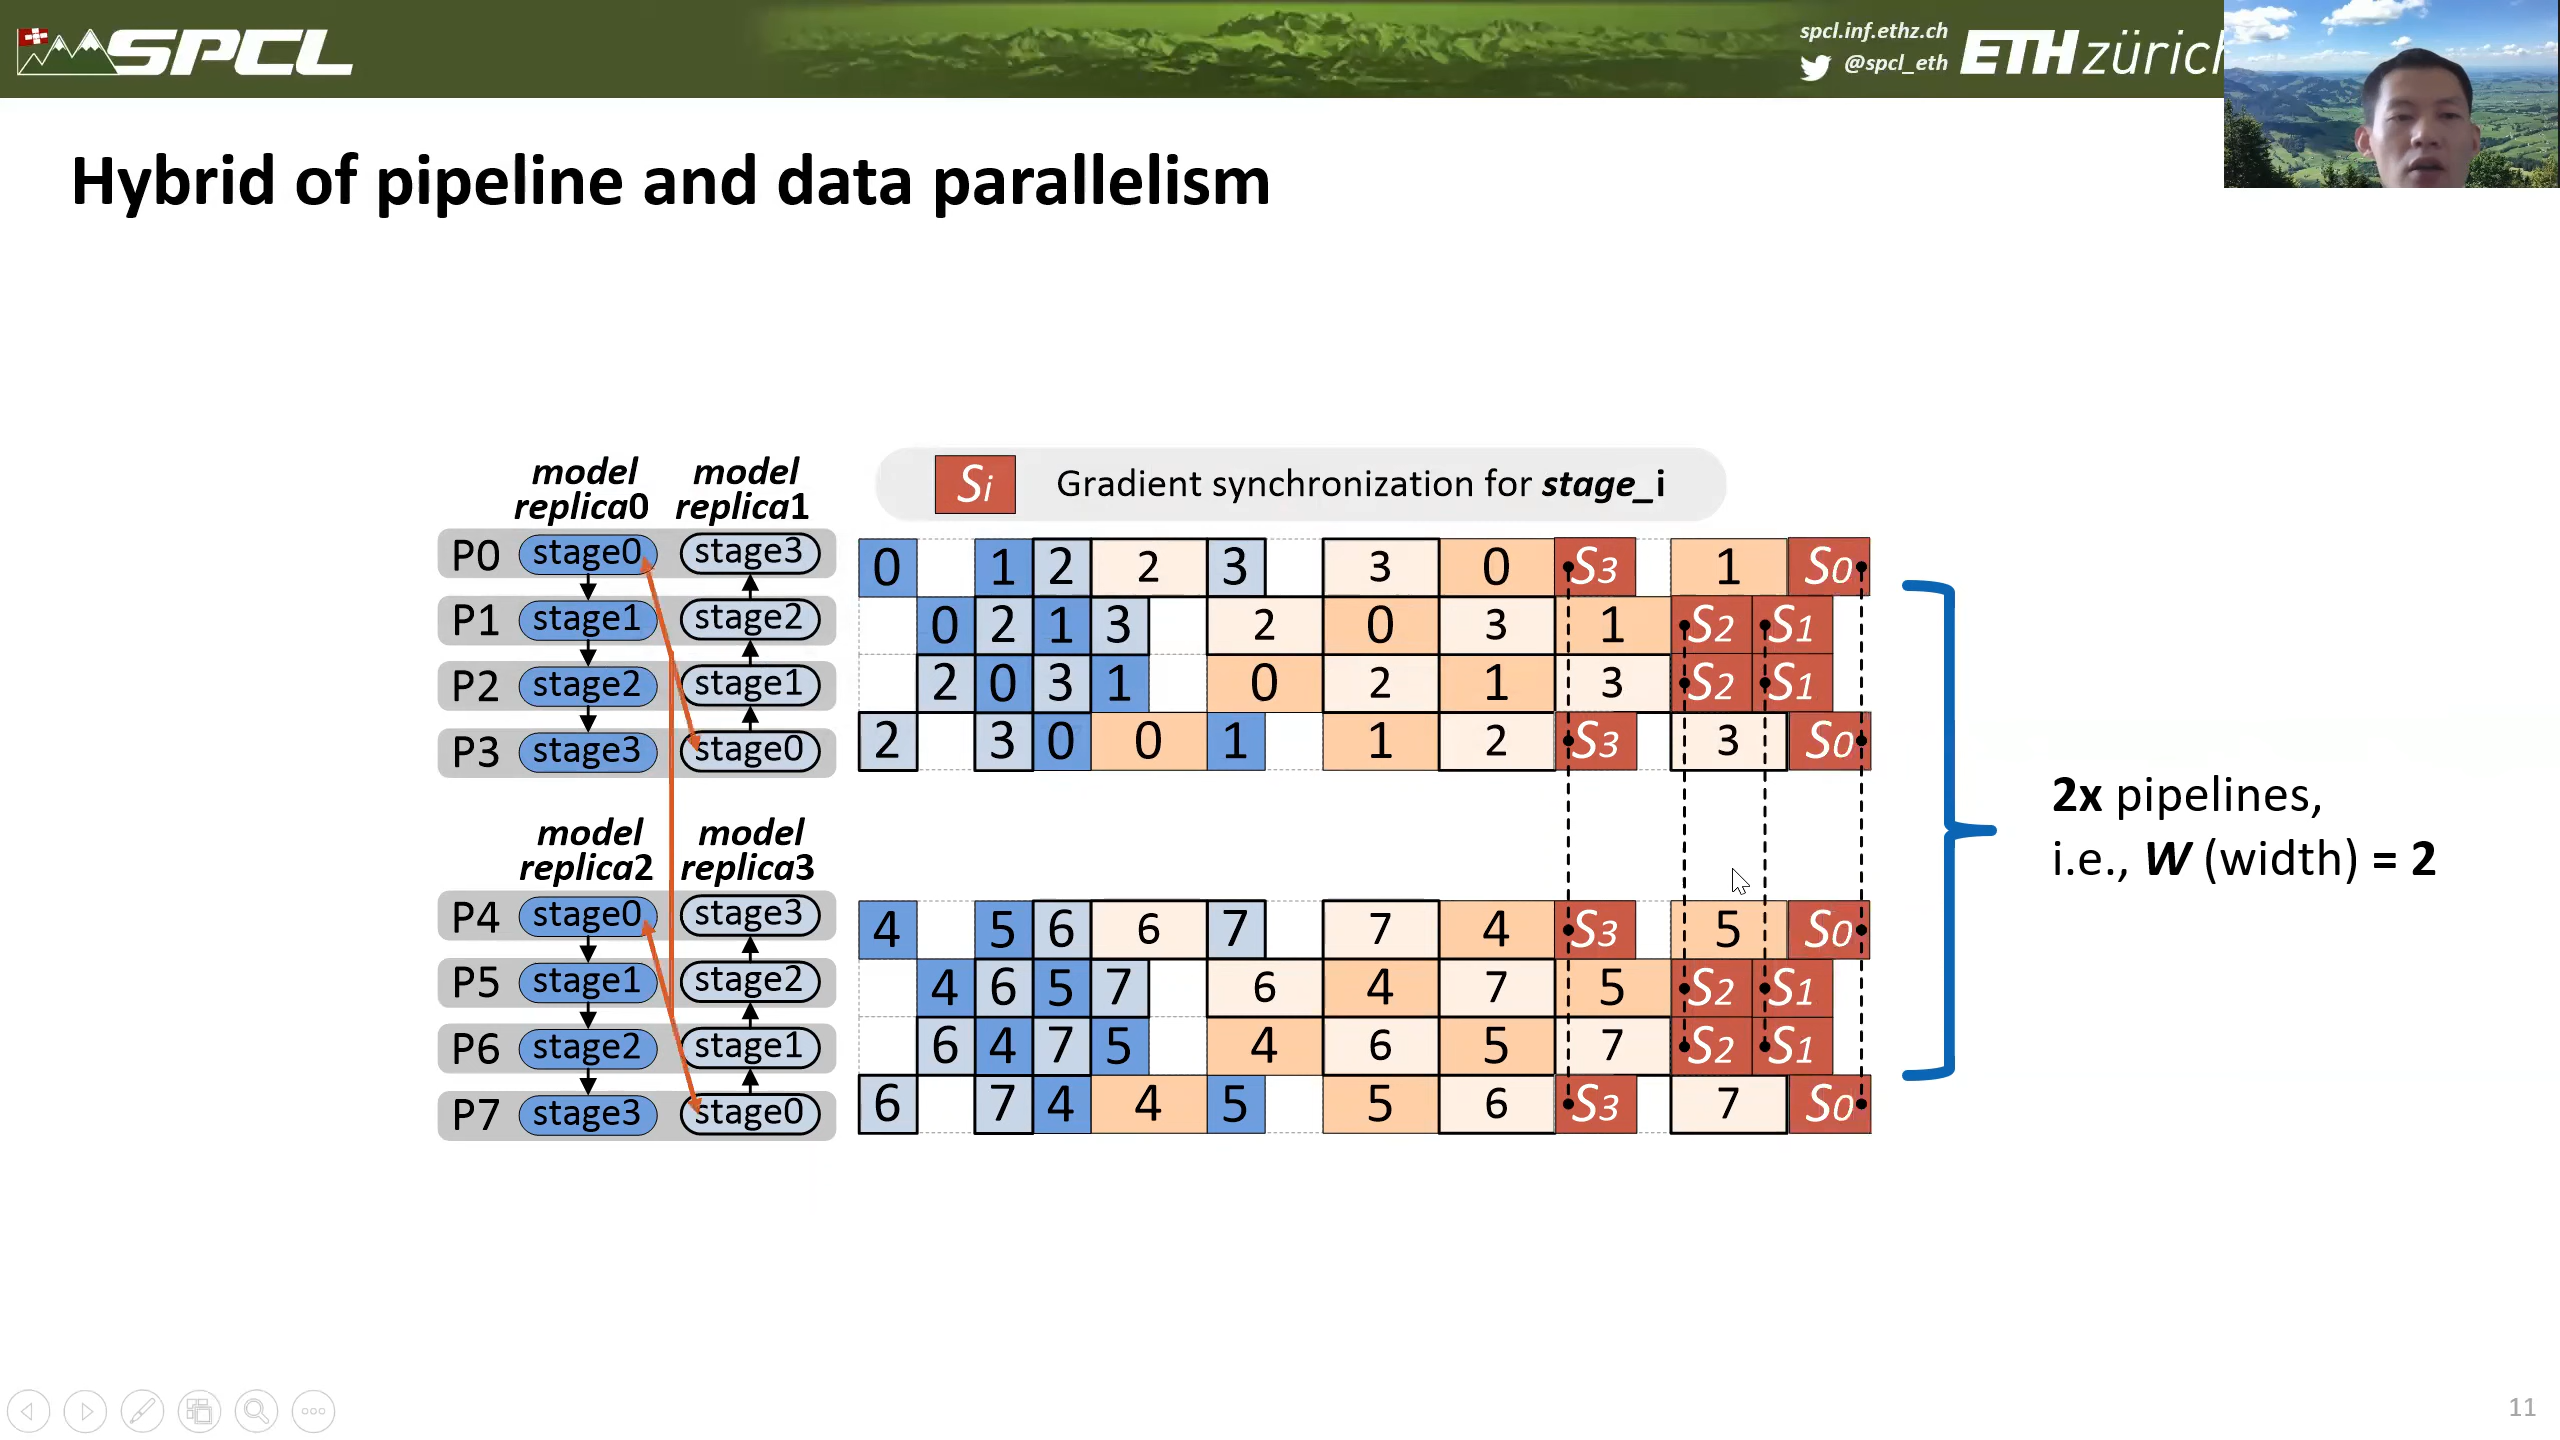 SPCL
spcl.inf.ethz.ch
@spcl_eth
ETH zürich
Hybrid of pipeline and data parallelism
model replica0
model replica1
Si Gradient synchronization for stage_i
P0 stage0 stage3 0 1 2 2 3 3 0 S3 1 S0
P1 stage1 stage2 0 2 1 3 2 0 3 1 S2 S1
P2 stage2 stage1 2 0 3 1 0 2 1 3 S2 S1
P3 stage3 stage0 2 3 0 0 1 1 2 S3 3 S0
model replica2
model replica3
P4 stage0 stage3 4 5 6 6 7 7 4 S3 5 S0
P5 stage1 stage2 4 6 5 7 6 4 7 5 S2 S1
P6 stage2 stage1 6 4 7 5 4 6 5 7 S2 S1
P7 stage3 stage0 6 7 4 4 5 5 6 S3 7 S0
2x pipelines,
i.e., W (width) = 2
11